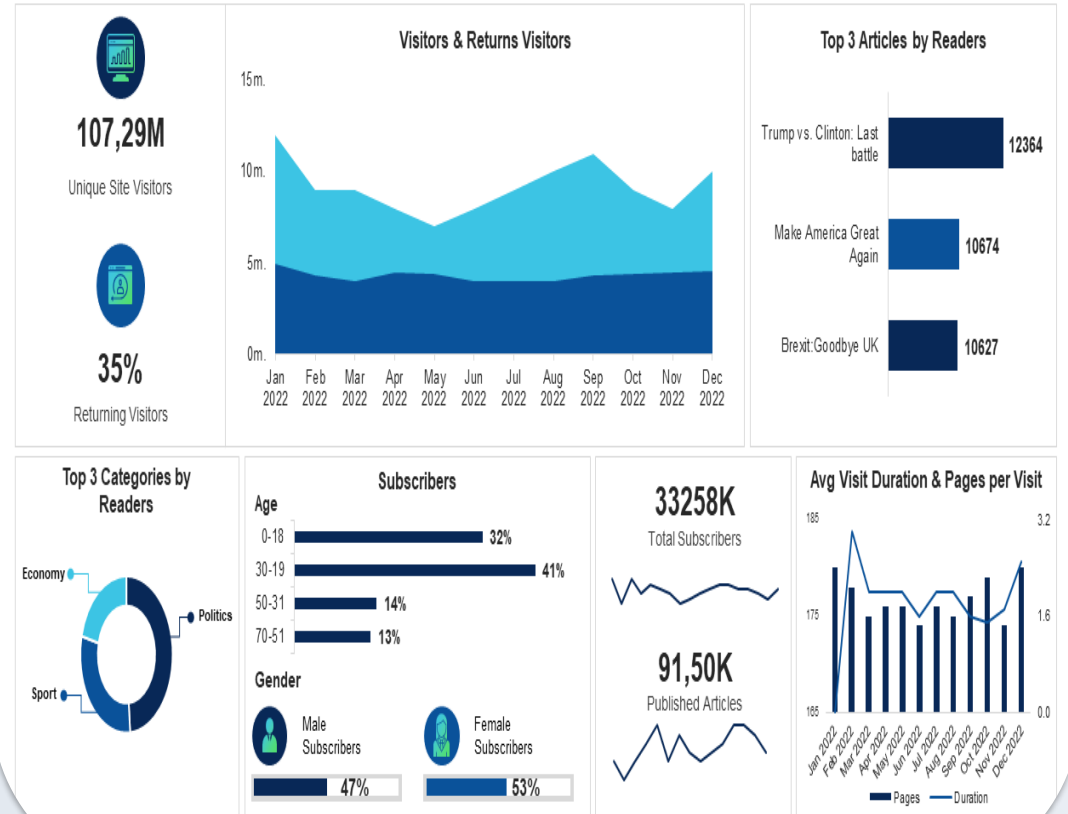 107,29M
Unique Site Visitors
35%
Returning Visitors
Visitors & Returns Visitors
15m.
10m.
5m.
0m.
Jan Feb Mar Apr May Jun Jul Aug Sep Oct Nov Dec
2022 2022 2022 2022 2022 2022 2022 2022 2022 2022 2022 2022
Top 3 Articles by Readers
Trump vs. Clinton: Last
battle
12364
Make America Great
Again
10674
Brexit:Goodbye UK
10627
Top 3 Categories by
Readers
Economy
Politics
Sport
Subscribers
Age
0-18 32%
30-19 41%
50-31 14%
70-51 13%
Gender
Male
Subscribers
47%
Female
Subscribers
53%
33258K
Total Subscribers
91,50K
Published Articles
Avg Visit Duration & Pages per Visit
185
175
165
3.2
1.6
0.0
Jan 2022
Feb 2022
Mar 2022
Apr 2022
May 2022
Jun 2022
Jul 2022
Aug 2022
Sep 2022
Oct 2022
Nov 2022
Dec 2022
Pages Duration